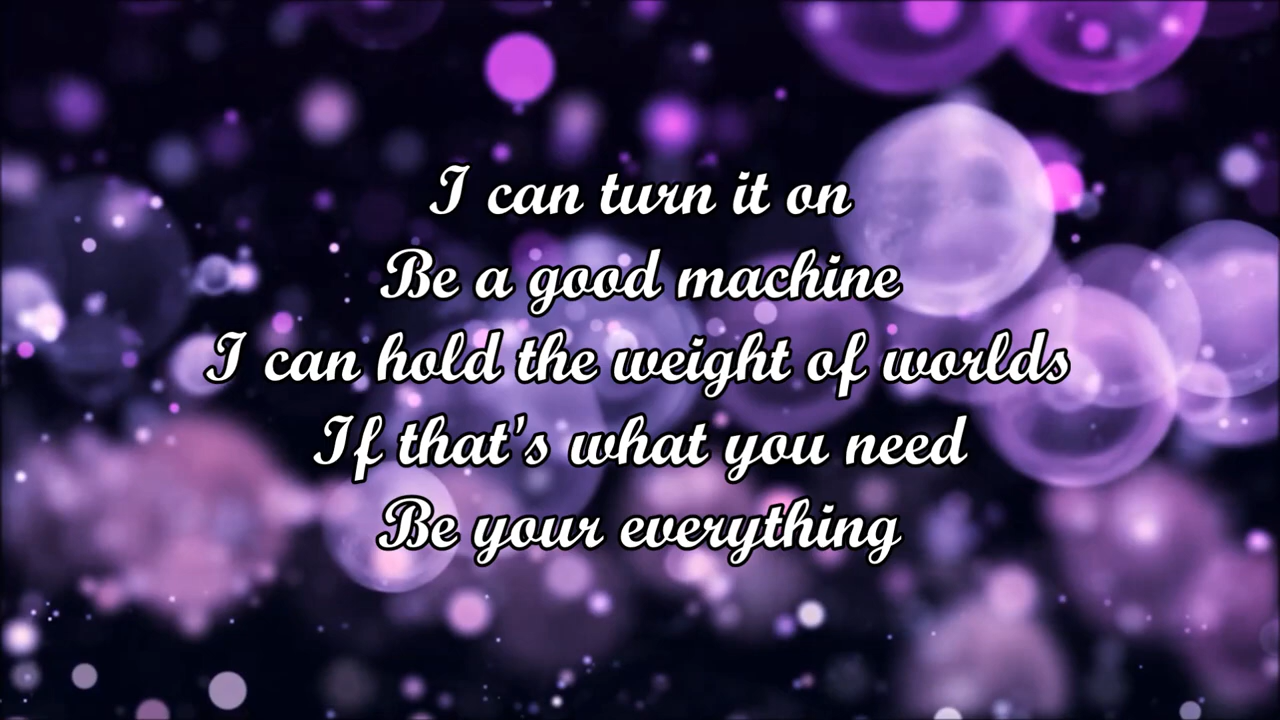 I can turn it on
Be a good machine
I can hold the weight of worlds
If that's what you need
Be your everything